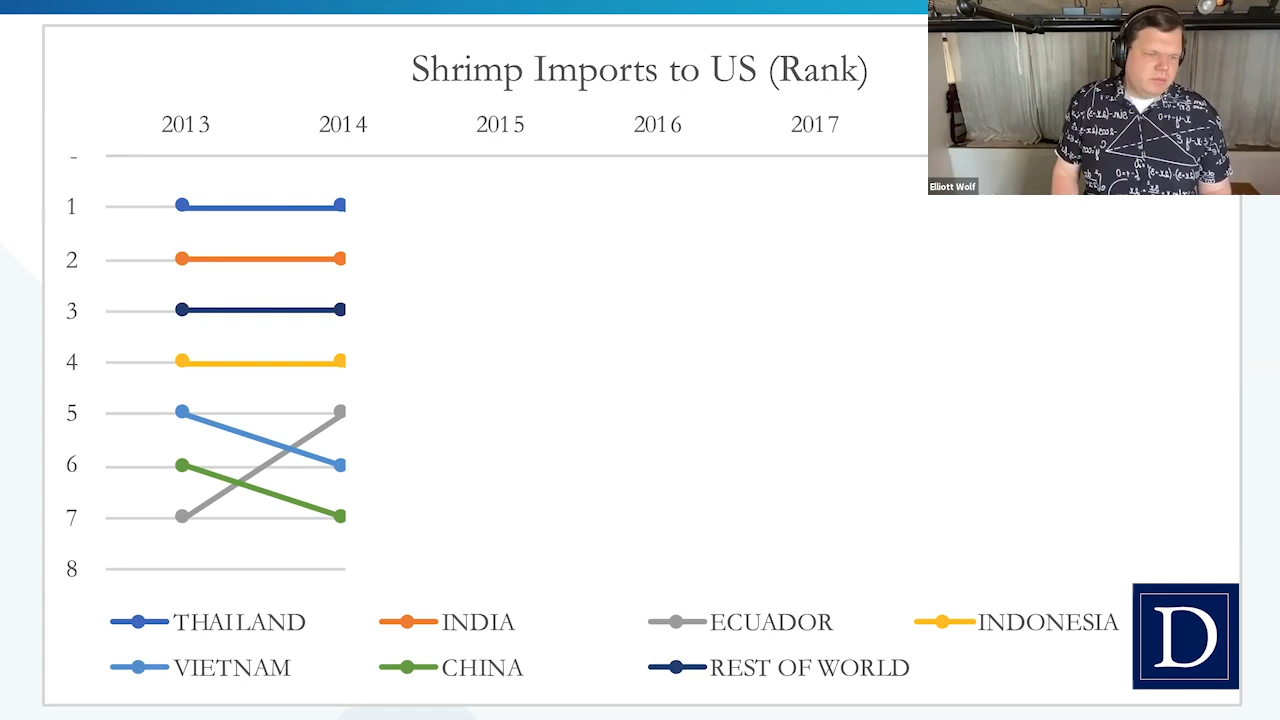 Shrimp Imports to US (Rank)
2013 2014 2015 2016 2017
-
1
2
3
4
5
6
7
8
THAILAND INDIA ECUADOR INDONESIA
VIETNAM CHINA REST OF WORLD
D
Elliott Wolf